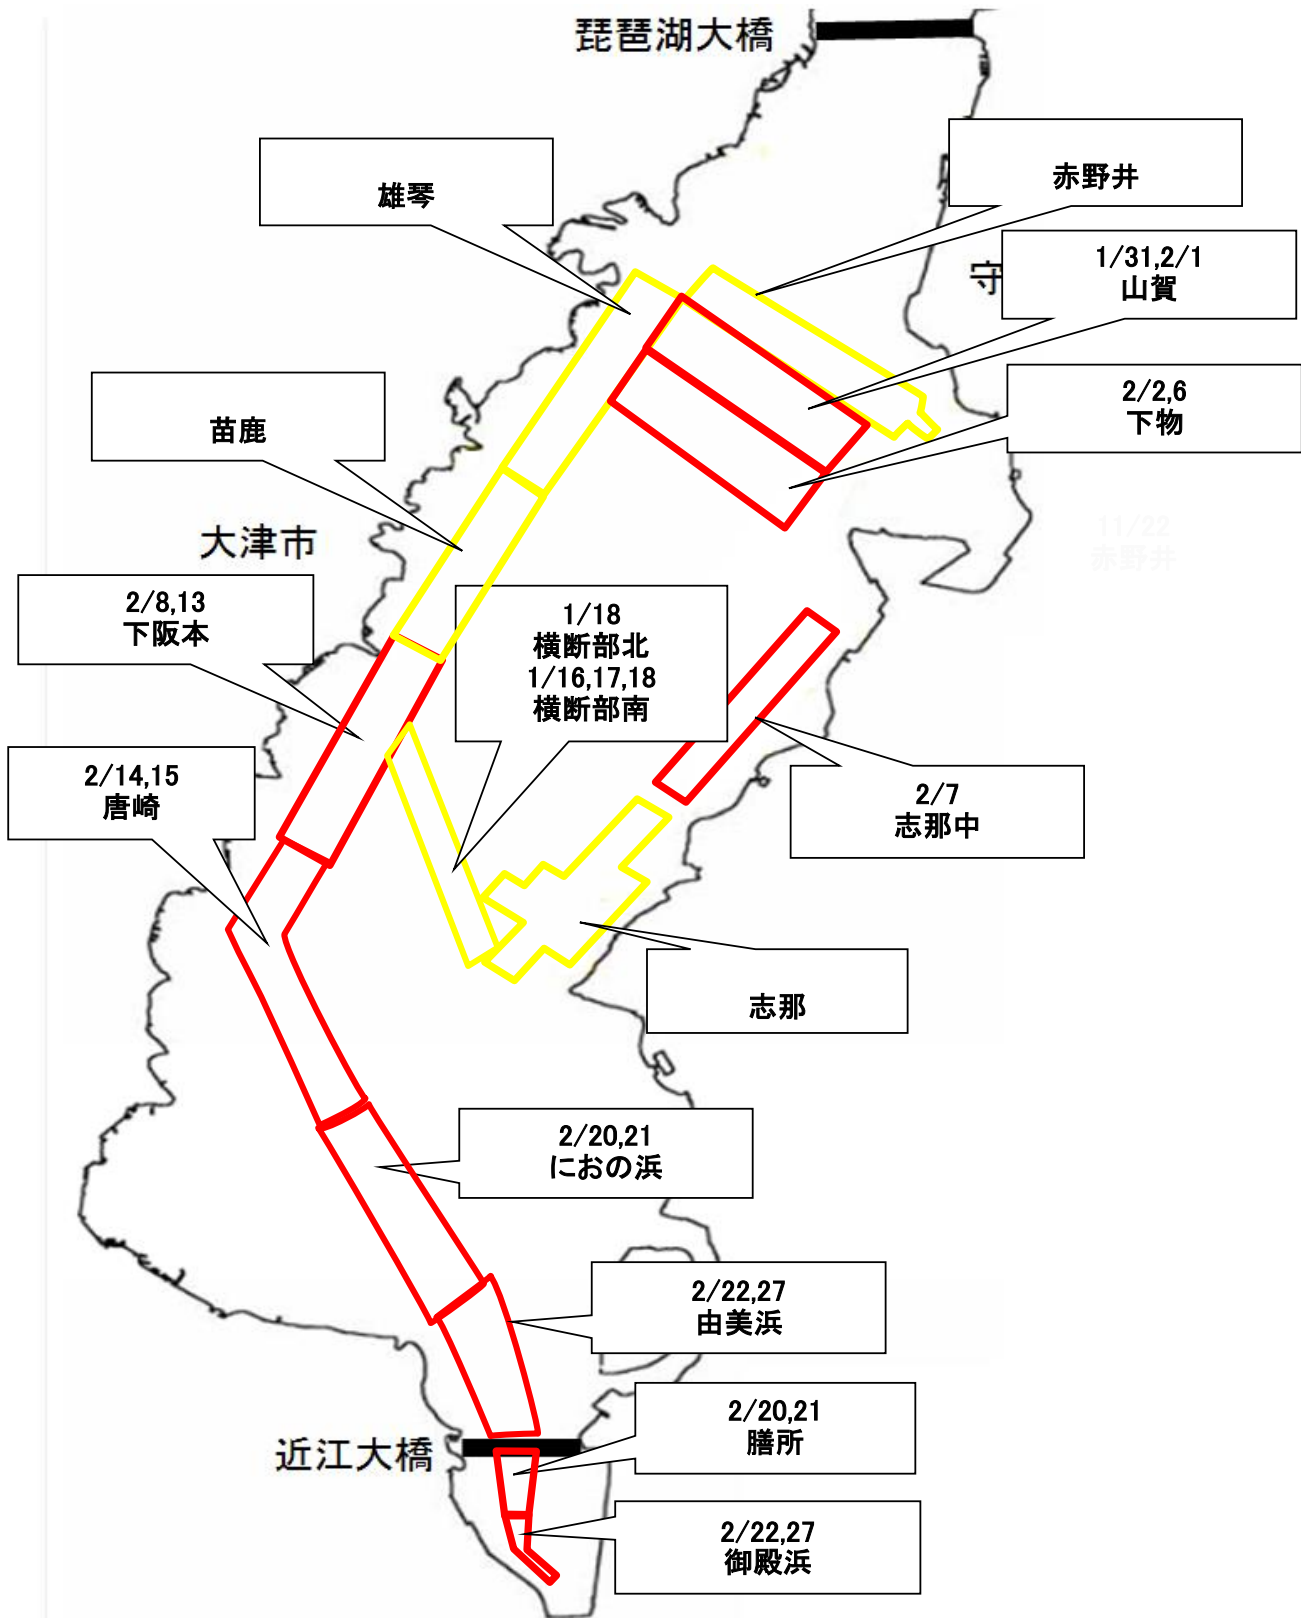 琵琶湖大橋
赤野井
雄琴
1/31,2/1
山賀
守
2/2,6
下物
苗鹿
大津市
11/22
赤野井
2/8,13
下阪本
1/18
横断部北
1/16,17,18
横断部南
2/14,15
唐崎
2/7
志那中
志那
2/20,21
におの浜
2/22,27
由美浜
2/20,21
膳所
近江大橋
2/22,27
御殿浜